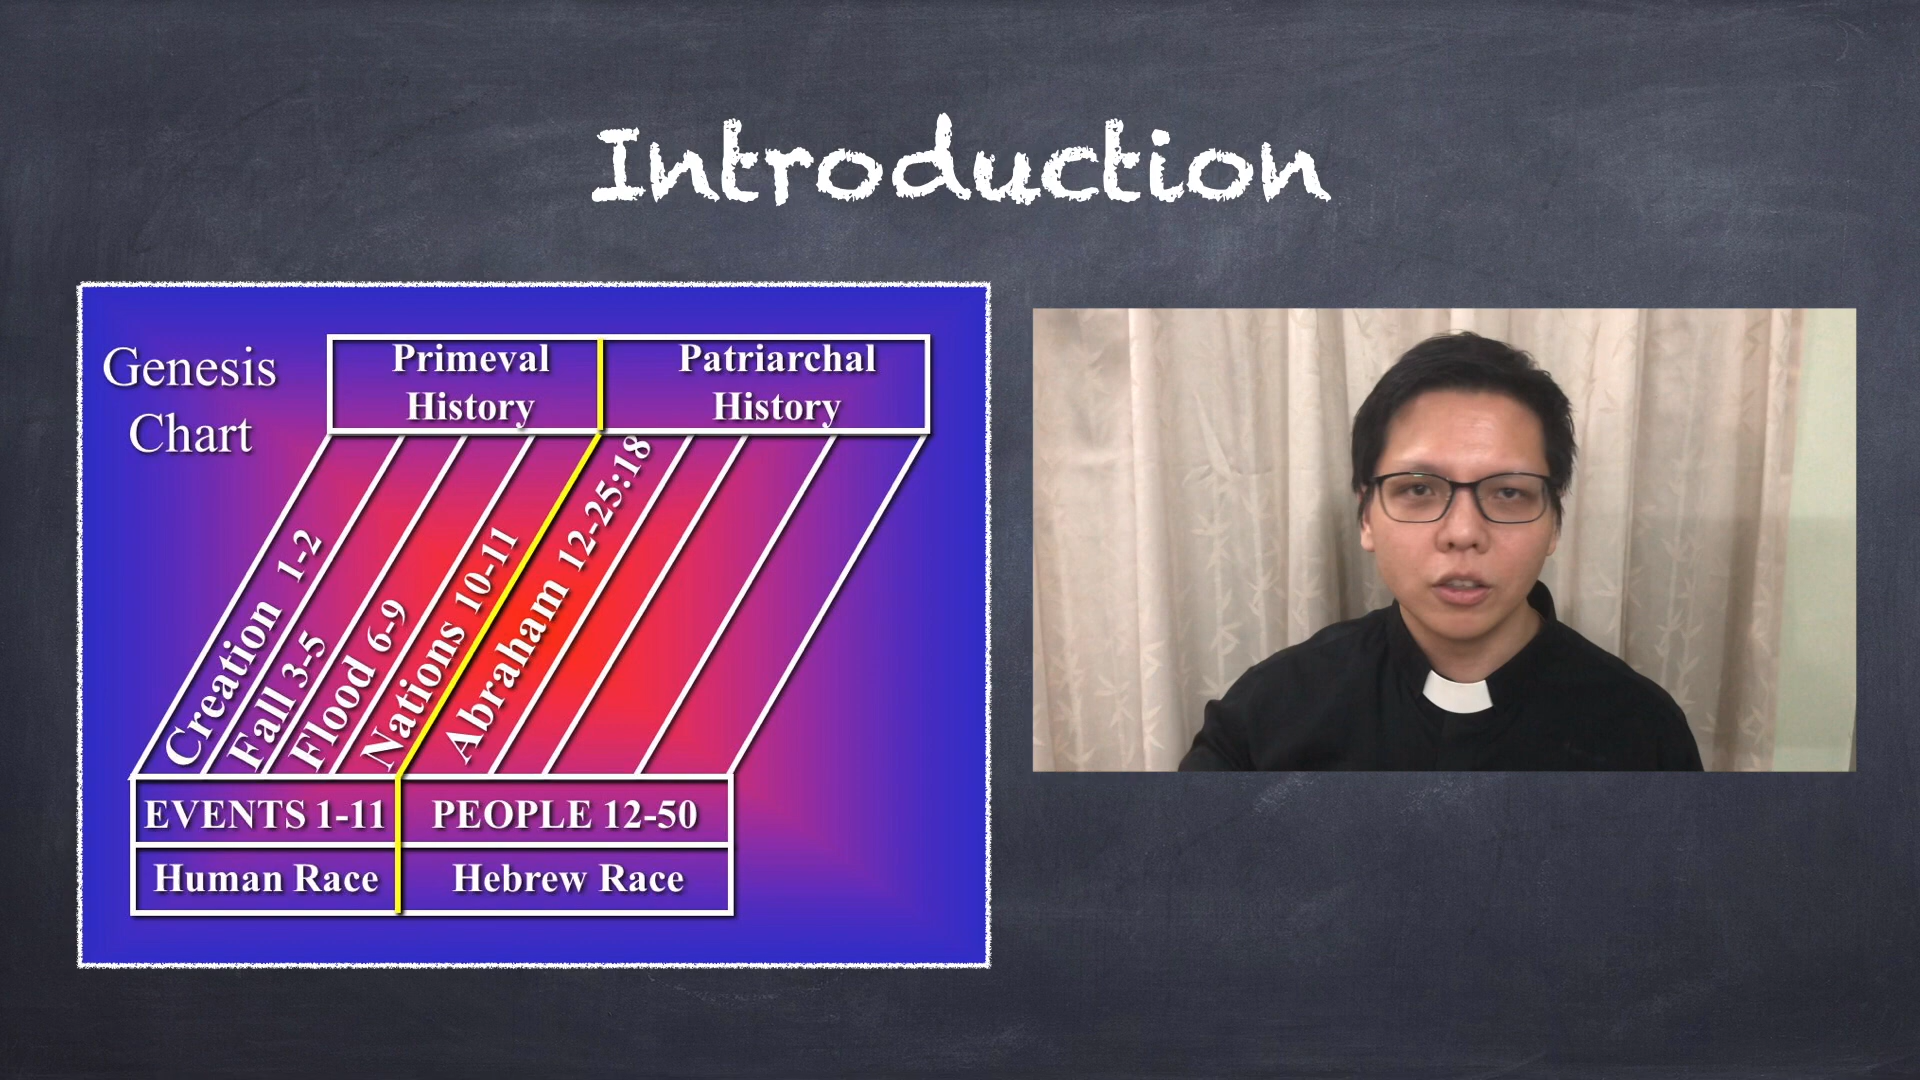 Introduction
Genesis
Chart
Primeval
History
Patriarchal
History
Creation 1-2
Fall 3-5
Flood 6-9
Nations 10-11
Abraham 12-25:18
EVENTS 1-11
PEOPLE 12-50
Human Race
Hebrew Race